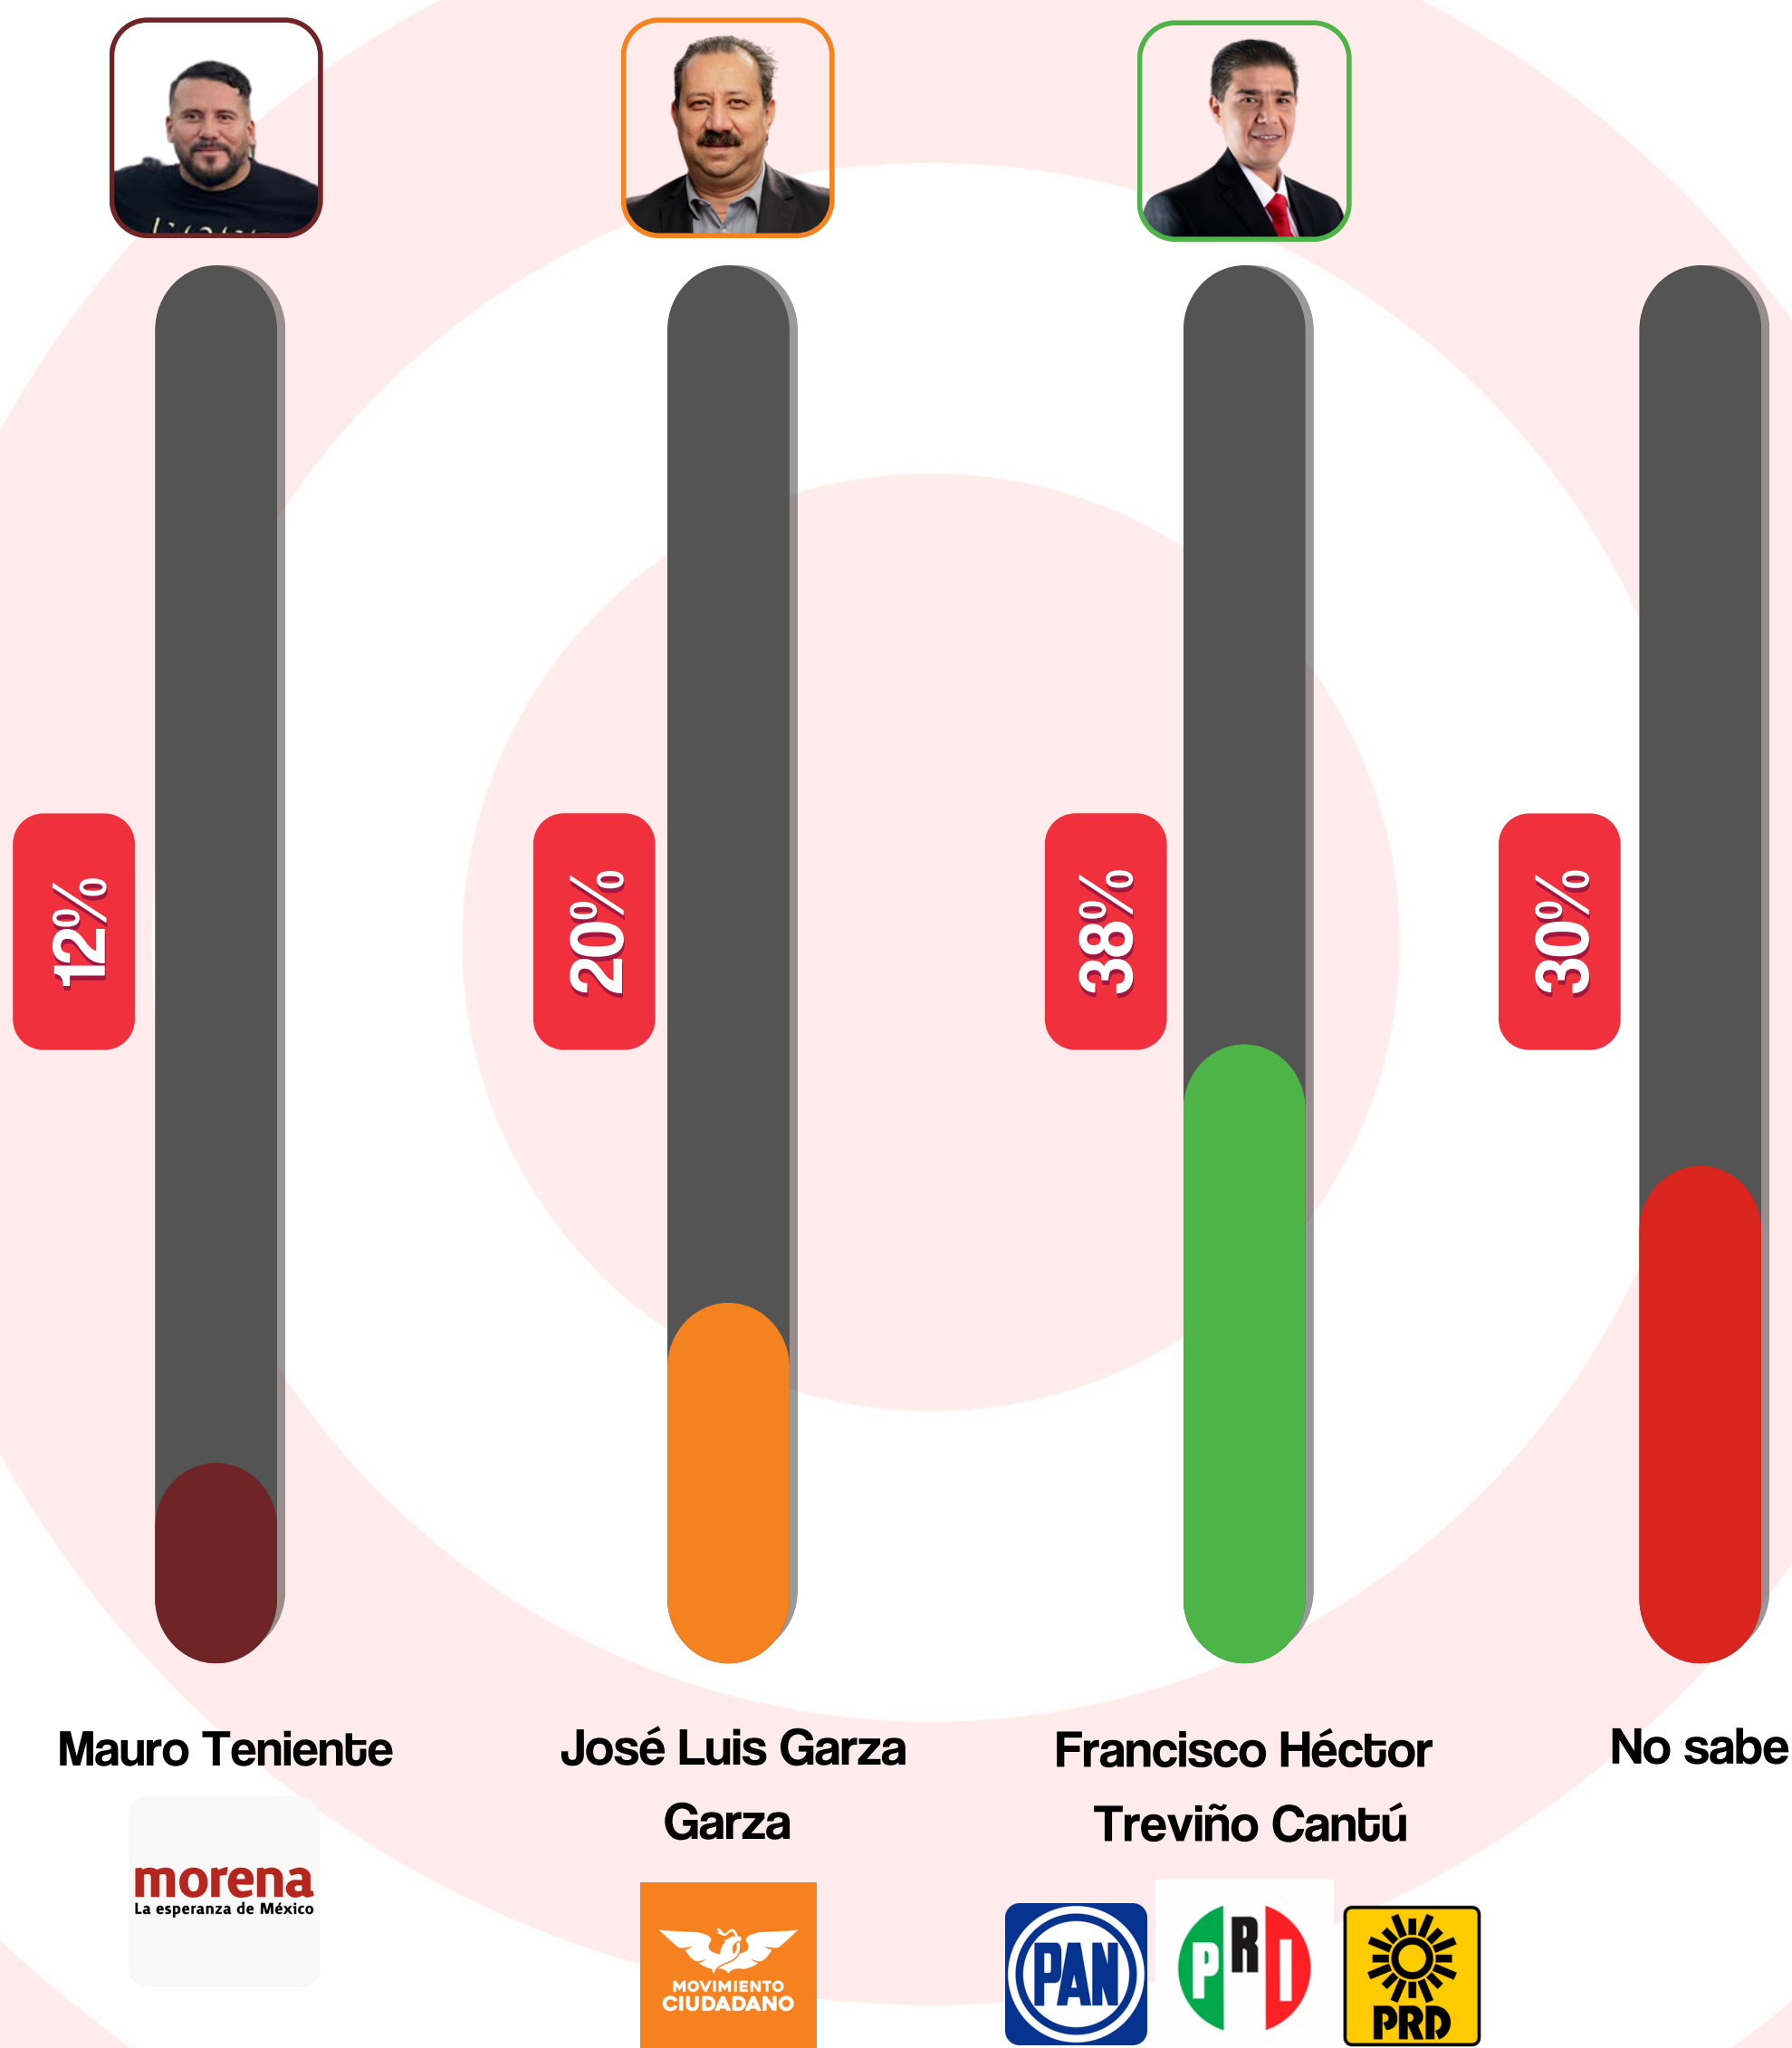 12%
20%
38%
30%
Mauro Teniente
José Luis Garza
Garza
Francisco Héctor
Treviño Cantú
No sabe
morena
La esperanza de México
MOVIMIENTO
CIUDADANO
PAN
PRI
PRD